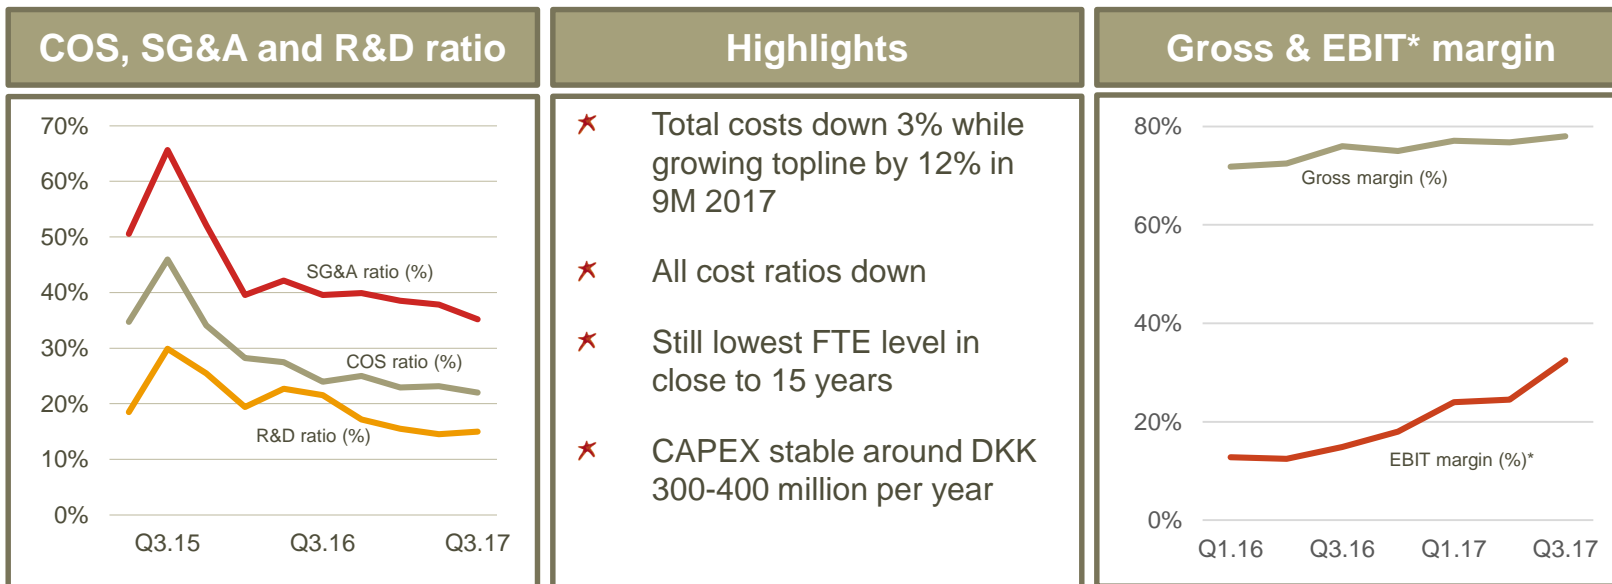 COS, SG&A and R&D ratio
70%
60%
50%
40%
30%
20%
10%
0%
SG&A ratio (%)
COS ratio (%)
R&D ratio (%)
Q3.15 Q3.16 Q3.17
Highlights
Total costs down 3% while
growing topline by 12% in
9M 2017
All cost ratios down
Still lowest FTE level in
close to 15 years
CAPEX stable around DKK
300-400 million per year
Gross & EBIT* margin
80%
60%
40%
20%
0%
Gross margin (%)
EBIT margin (%)*
Q1.16 Q3.16 Q1.17 Q3.17